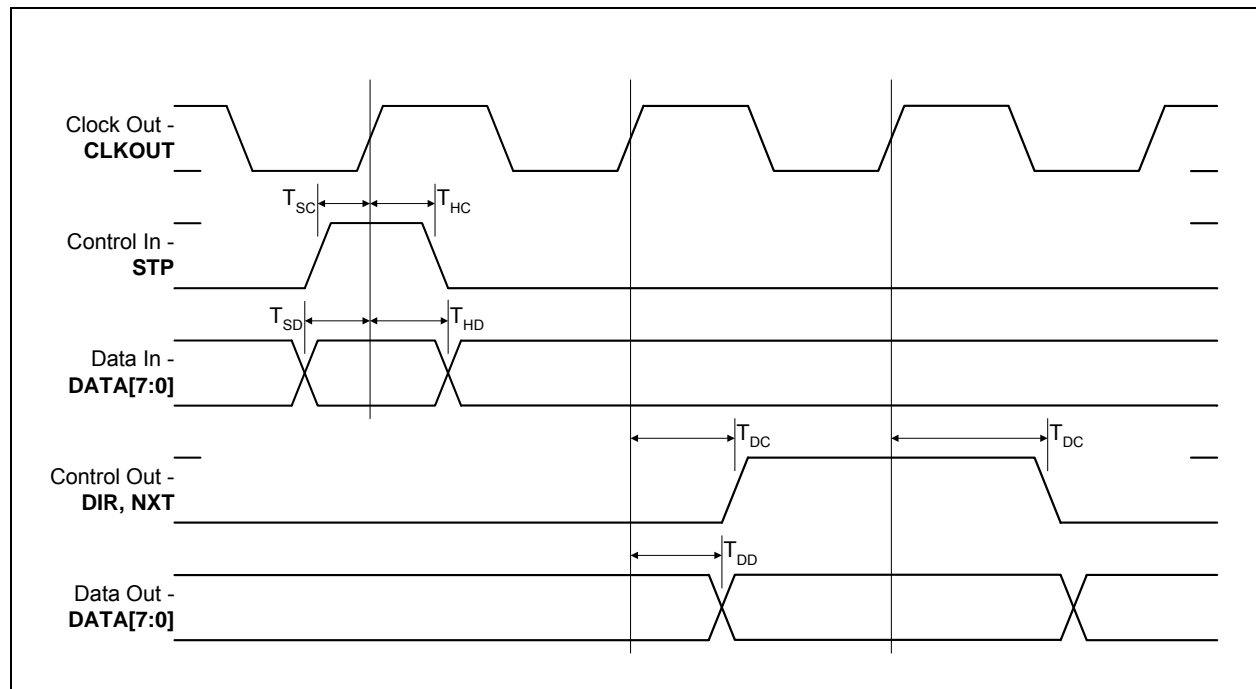 Clock Out -
CLKOUT
T_SC
T_HC
Control In -
STP
T_SD
T_HD
Data In -
DATA[7:0]
T_DC
T_DC
Control Out -
DIR, NXT
T_DD
Data Out -
DATA[7:0]